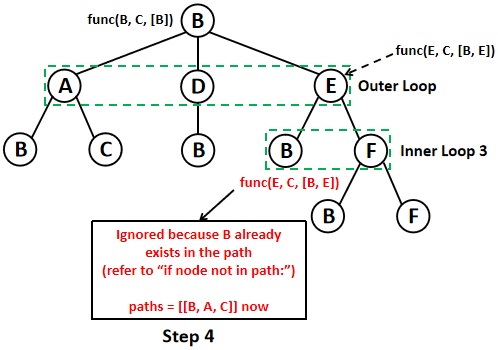 func(B, C, [B])
B
func(E, C, [B, E])
A
D
E
Outer Loop
B
C
B
B
F
Inner Loop 3
func(E, C, [B, E])
B
F
Ignored because B already
exists in the path
(refer to “if node not in path:”)
paths = [[B, A, C]] now
Step 4